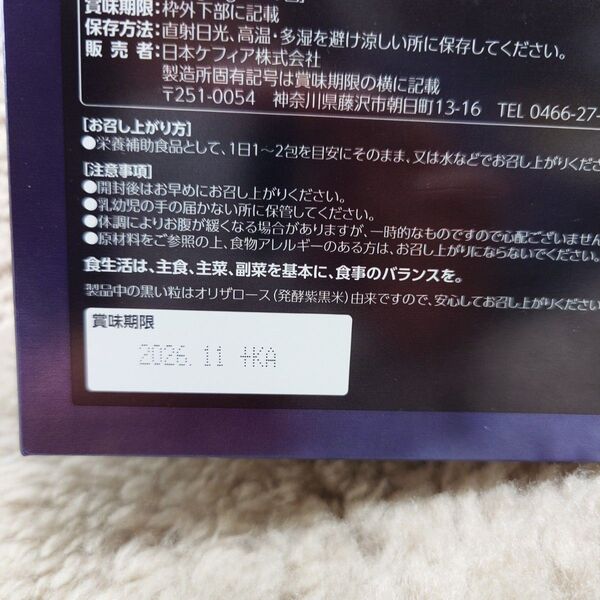 賞味期限:枠外下部に記載
保存方法:直射日光、高温・多湿を避け涼しい所に保存してください。
販売者:日本ケフィア株式会社
製造所固有記号は賞味期限の横に記載
〒251-0054 神奈川県藤沢市朝日町13-16 TEL 0466-27-
[お召し上がり方]
●栄養補助食品として、1日1〜2包を目安にそのまま、又は水などでお召し上がりくだ
[注意事項]
●開封後はお早めにお召し上がりください。
●乳幼児の手の届かない所に保管してください。
●体調によりお腹が緩くなる場合がありますが、一時的なものですので心配ございません
●原材料をご参照の上、食物アレルギーのある方は、お召し上がりにならないでください。
食生活は、主食、主菜、副菜を基本に、食事のバランスを。
製品中の黒い粒はオリザロース(発酵紫黒米)由来ですので、安心してお召し上がりください
賞味期限
2026.11 +KA